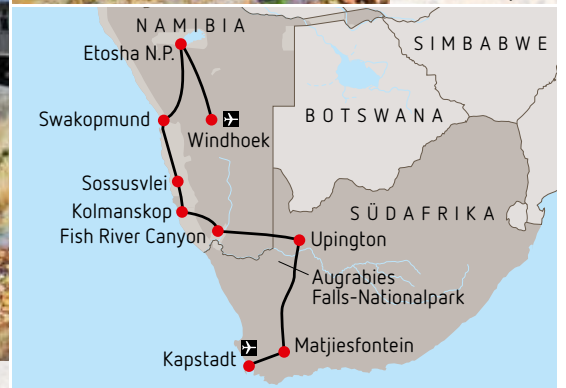 NAMIBIA
SIMBABWE
Etosha N.P.
BOTSWANA
Swakopmund
Windhoek
Sossusvlei
Kolmanskop
SÜDAFRIKA
Fish River Canyon
Upington
Augrabies
Falls-Nationalpark
Matjiesfontein
Kapstadt